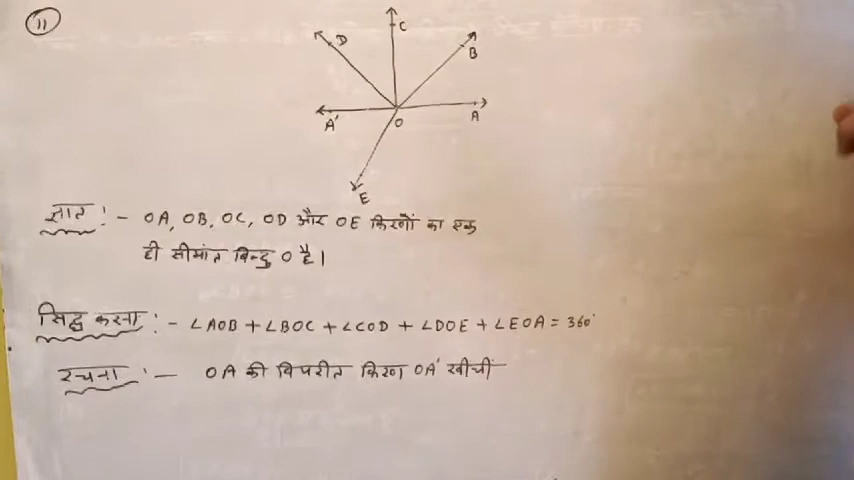 11
C
D
B
A'
O
A
E
ज्ञात :- OA, OB, OC, OD और OE किरणों का एक
ही सीमांत बिन्दु O है।
सिद्ध करना :- ∠AOB + ∠BOC + ∠COD + ∠DOE + ∠EOA = 360°
रचना :- OA की विपरीत किरण OA' खींचीं